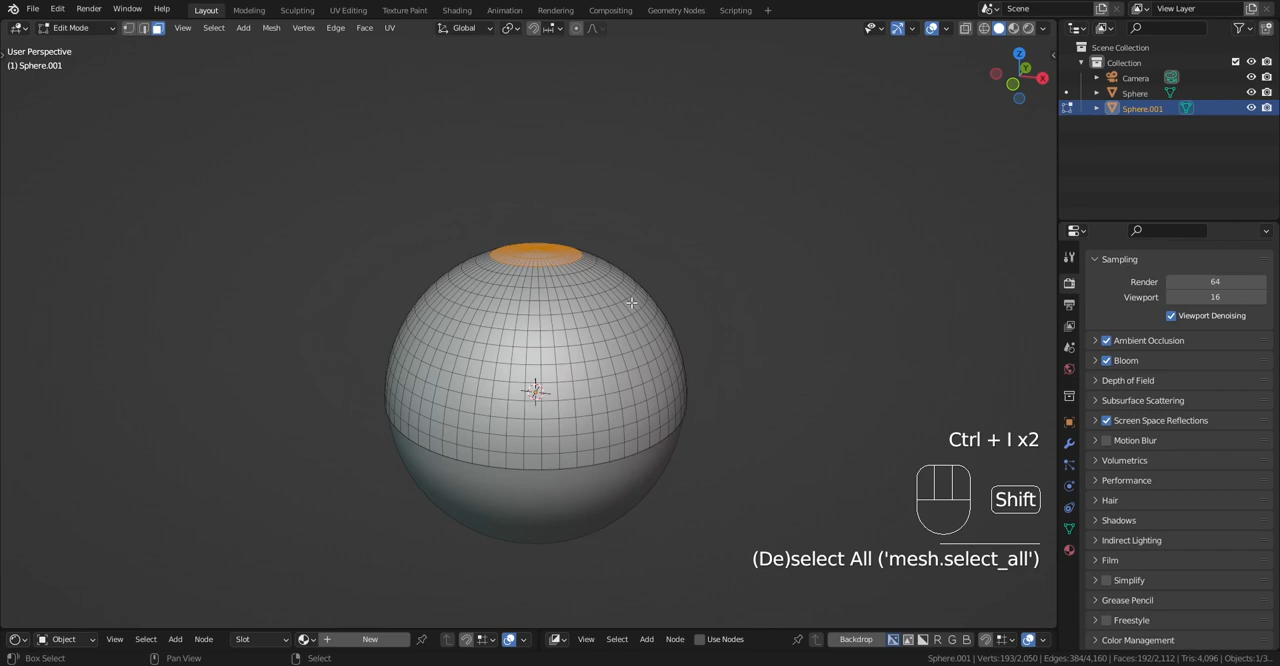 File Edit Render Window Help Layout Modeling Sculpting UV Editing Texture Paint Shading Animation Rendering Compositing Geometry Nodes Scripting + Scene View Layer
Edit Mode View Select Add Mesh Vertex Edge Face UV Global
User Perspective
(1) Sphere.001
Z
Y
X
Scene Collection
Collection
Camera
Sphere
Sphere.001
Sampling
Render 64
Viewport 16
Viewport Denoising
Ambient Occlusion
Bloom
Depth of Field
Subsurface Scattering
Screen Space Reflections
Motion Blur
Volumetrics
Performance
Hair
Shadows
Indirect Lighting
Film
Simplify
Grease Pencil
Freestyle
Color Management
Ctrl + I x2
Shift
(De)select All ('mesh.select_all')
Object View Select Add Node Slot + New View Select Add Node Use Nodes Backdrop R G B
Box Select Pan View Select Sphere.001 | Verts:193/2,050 | Edges:384/4,160 | Faces:192/2,112 | Tris:4,096 | Objects:1/3...